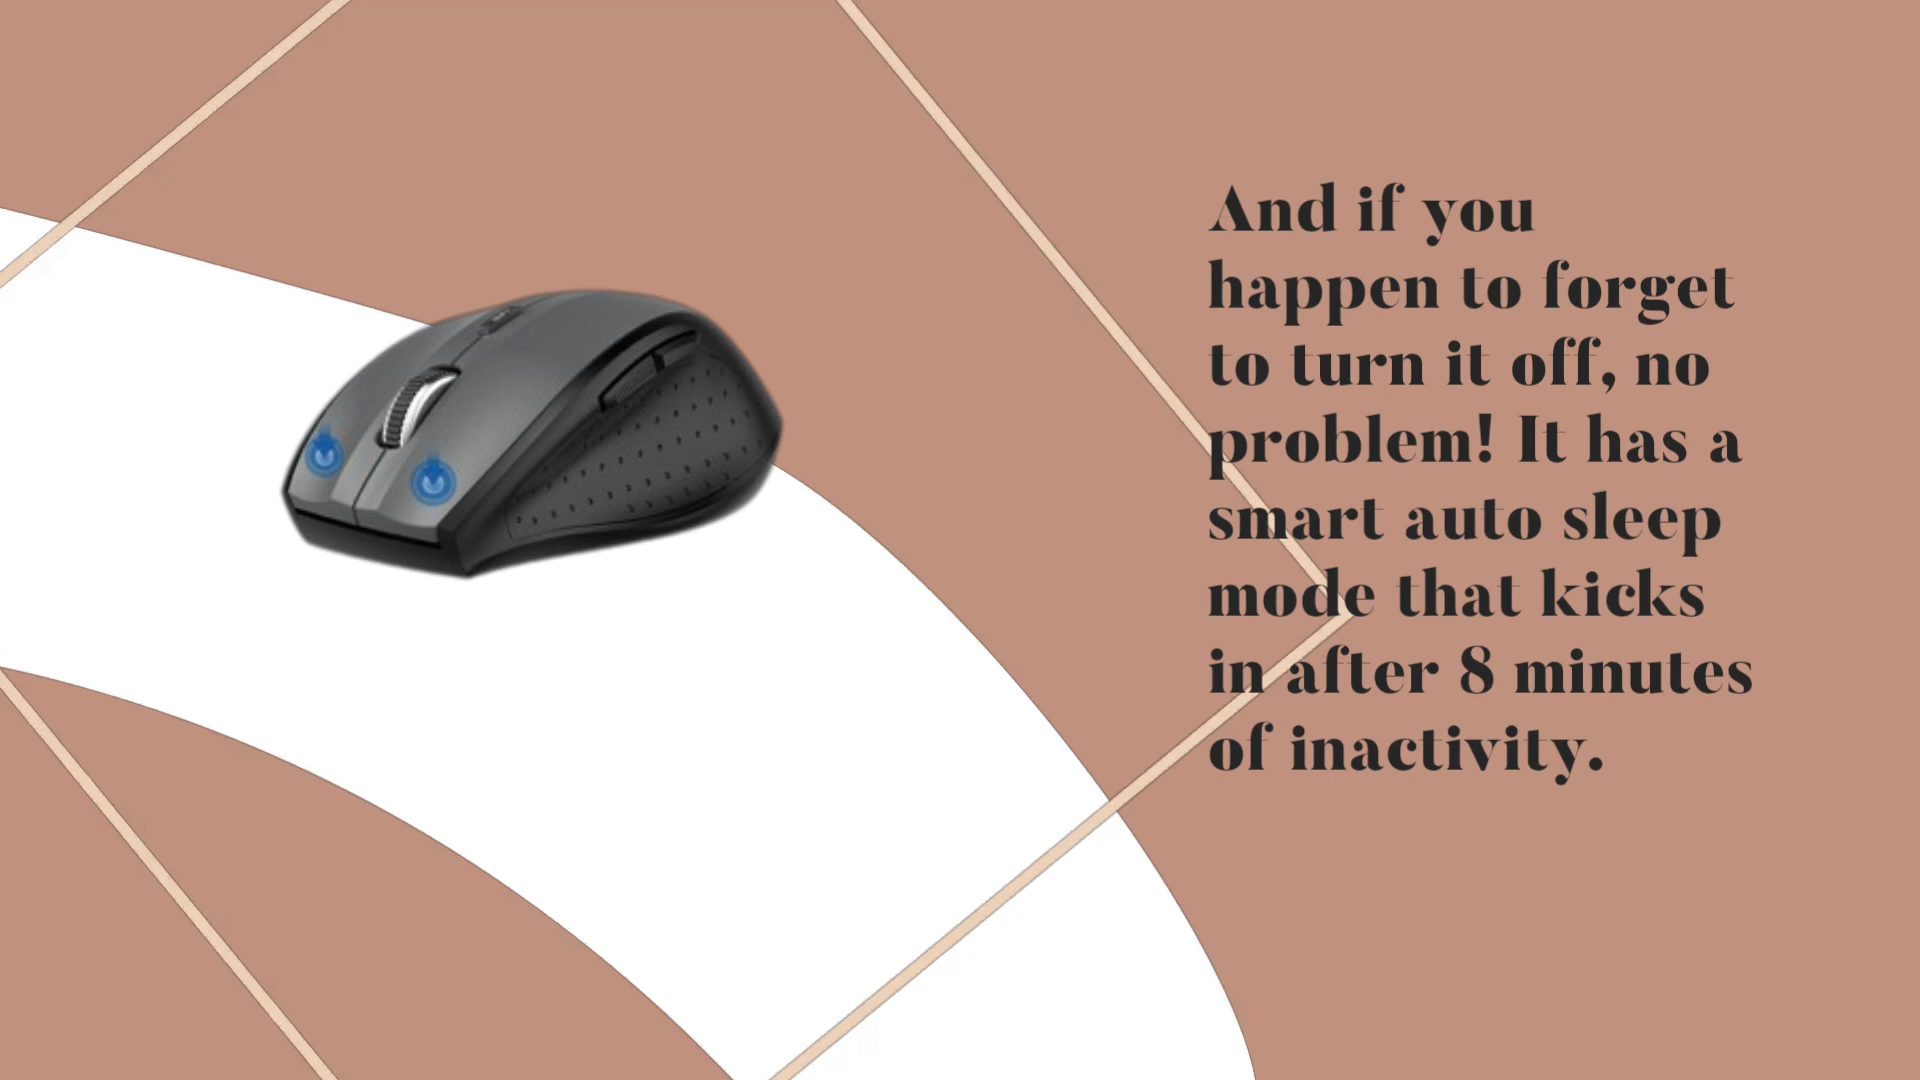 And if you
happen to forget
to turn it off, no
problem! It has a
smart auto sleep
mode that kicks
in after 8 minutes
of inactivity.